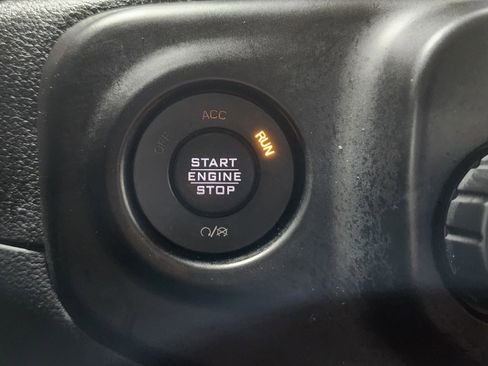 ACC
OFF
RUN
START
ENGINE
STOP